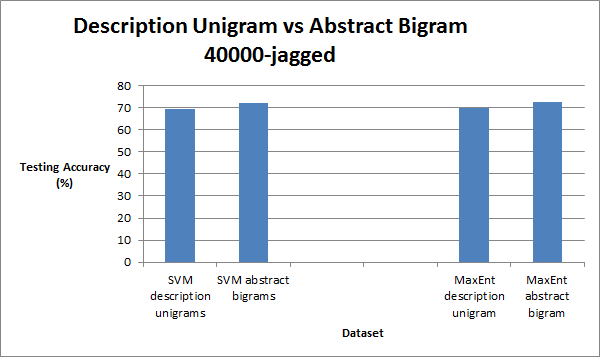 Description Unigram vs Abstract Bigram
40000-jagged
80
70
60
50
40
30
20
10
0
Testing Accuracy
(%)
SVM
description
unigrams
SVM abstract
bigrams
MaxEnt
description
unigram
MaxEnt
abstract
bigram
Dataset